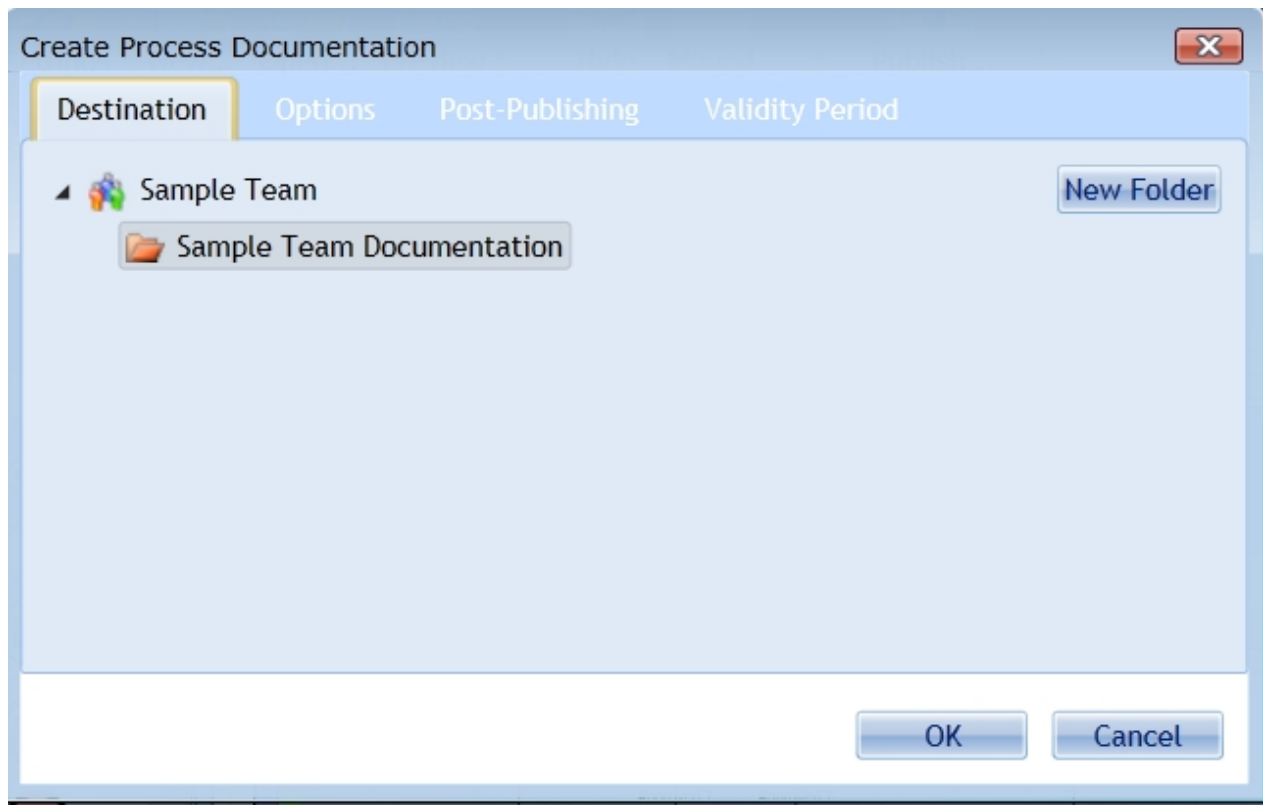 Create Process Documentation
Destination Options Post-Publishing Validity Period
Sample Team New Folder
Sample Team Documentation
OK Cancel